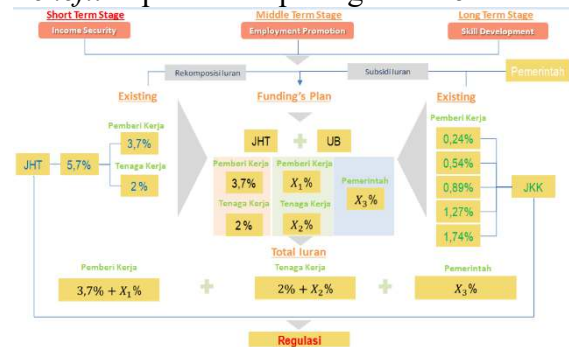 Short Term Stage
Middle Term Stage
Long Term Stage
Income Security
Employment Promotion
Skill Development
Rekomposisi Iuran
Subsidi Iuran
Pemerintah
Existing
Funding's Plan
Existing
Pemberi Kerja
3,7%
JHT
5,7%
Tenaga Kerja
2%
JHT
+
UB
Pemberi Kerja
3,7%
Pemberi Kerja
X₁%
Pemerintah
X₃%
Tenaga Kerja
2%
Tenaga Kerja
X₂%
Pemberi Kerja
0,24%
0,54%
0,89%
1,27%
1,74%
JKK
Total Iuran
Pemberi Kerja
Tenaga Kerja
Pemerintah
3,7% + X₁%
+
2% + X₂%
+
X₃%
Regulasi